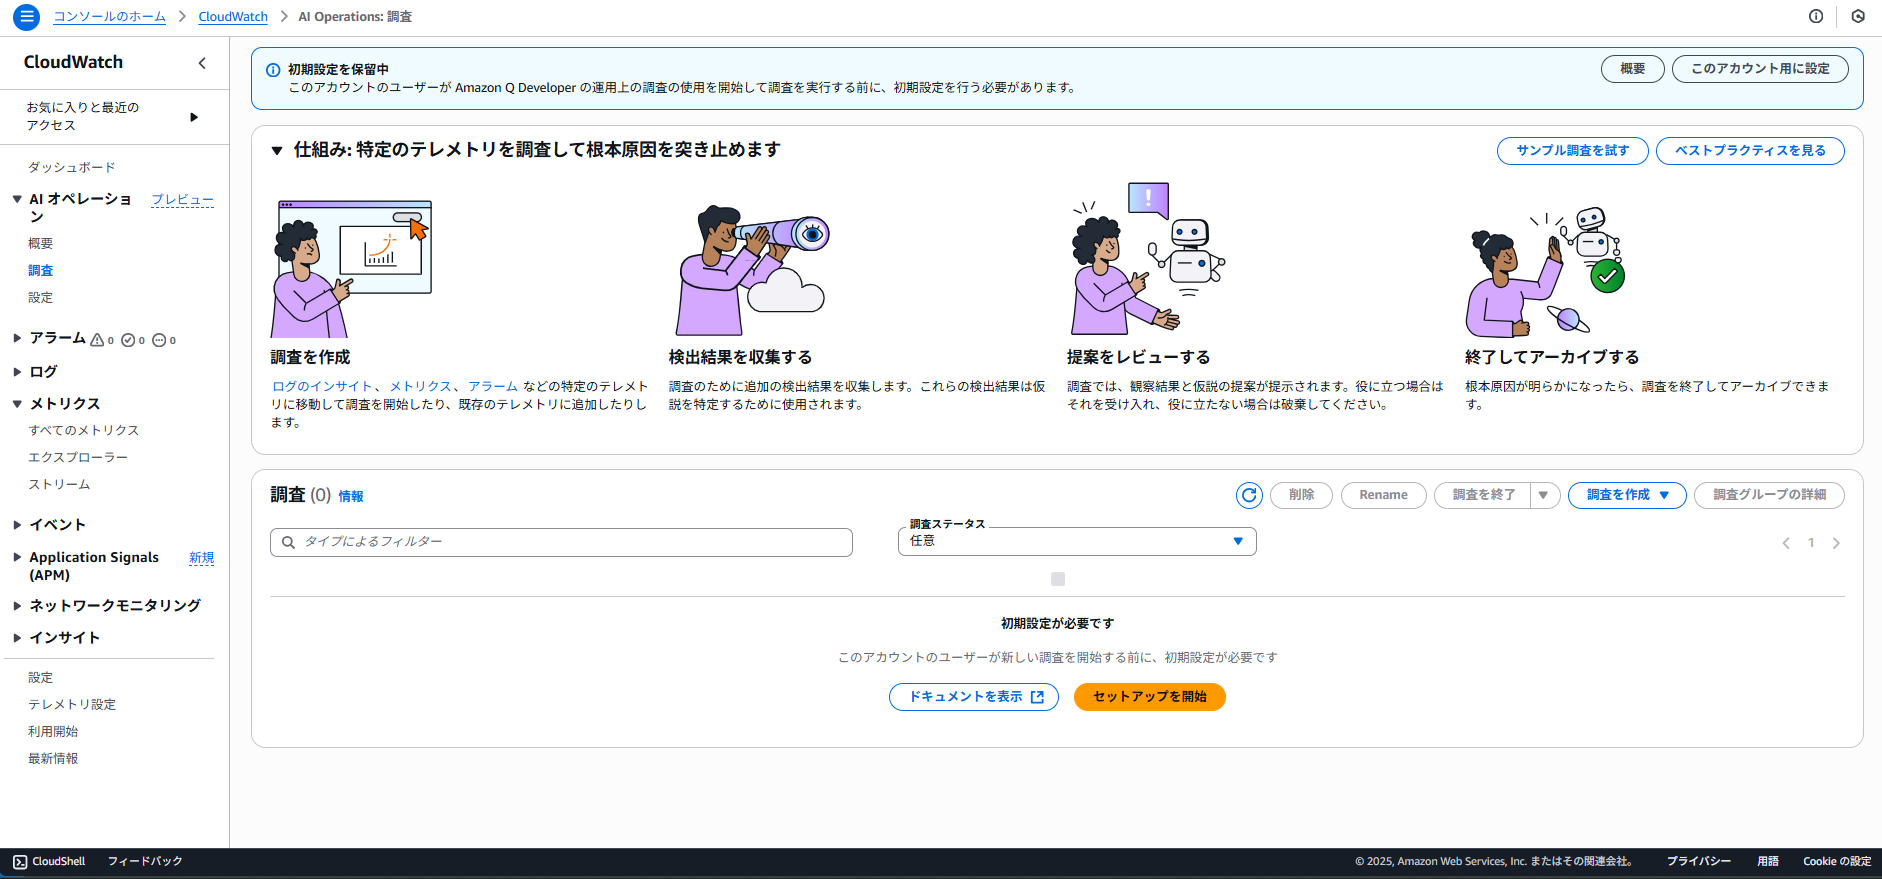 コンソールのホーム > CloudWatch > AI Operations: 調査
CloudWatch
お気に入りと最近の
アクセス
ダッシュボード
AI オペレーショ
ン
プレビュー
概要
調査
設定
アラーム 0 0 0
ログ
メトリクス
すべてのメトリクス
エクスプローラー
ストリーム
イベント
Application Signals
(APM)
新規
ネットワークモニタリング
インサイト
設定
テレメトリ設定
利用開始
最新情報
初期設定を保留中
このアカウントのユーザーが Amazon Q Developer の運用上の調査の使用を開始して調査を実行する前に、初期設定を行う必要があります。
概要
このアカウント用に設定
仕組み: 特定のテレメトリを調査して根本原因を突き止めます
サンプル調査を試す
ベストプラクティスを見る
!
調査を作成
ログのインサイト、メトリクス、アラーム などの特定のテレメト
リに移動して調査を開始したり、既存のテレメトリに追加したりし
ます。
検出結果を収集する
調査のために追加の検出結果を収集します。これらの検出結果は仮
説を特定するために使用されます。
提案をレビューする
調査では、観察結果と仮説の提案が提示されます。役に立つ場合は
それを受け入れ、役に立たない場合は破棄してください。
終了してアーカイブする
根本原因が明らかになったら、調査を終了してアーカイブできま
す。
調査 (0) 情報
削除
Rename
調査を終了
調査を作成
調査グループの詳細
タイプによるフィルター
調査ステータス
任意
1
初期設定が必要です
このアカウントのユーザーが新しい調査を開始する前に、初期設定が必要です
ドキュメントを表示
セットアップを開始
CloudShell
フィードバック
© 2025, Amazon Web Services, Inc. またはその関連会社。
プライバシー
用語
Cookie の設定